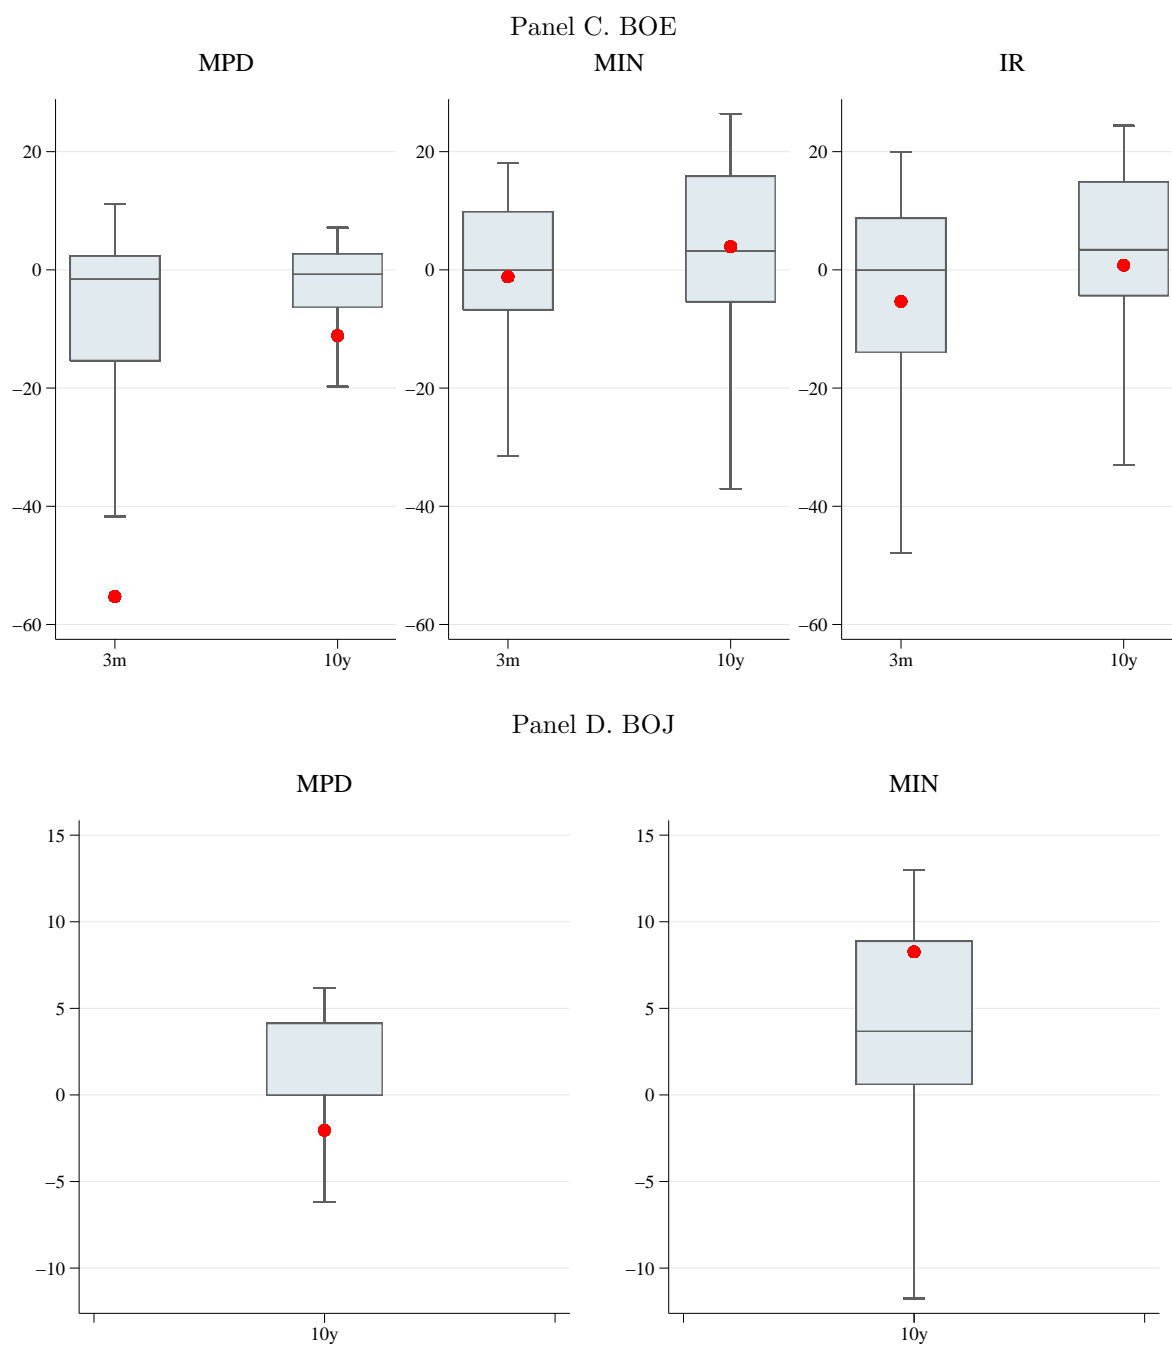 Panel C. BOE
MPD MIN IR
20 20 20
0 0 0
−20 −20 −20
−40 −40 −40
−60 −60 −60
3m 10y 3m 10y 3m 10y
Panel D. BOJ
MPD MIN
15 15
10 10
5 5
0 0
−5 −5
−10 −10
10y 10y